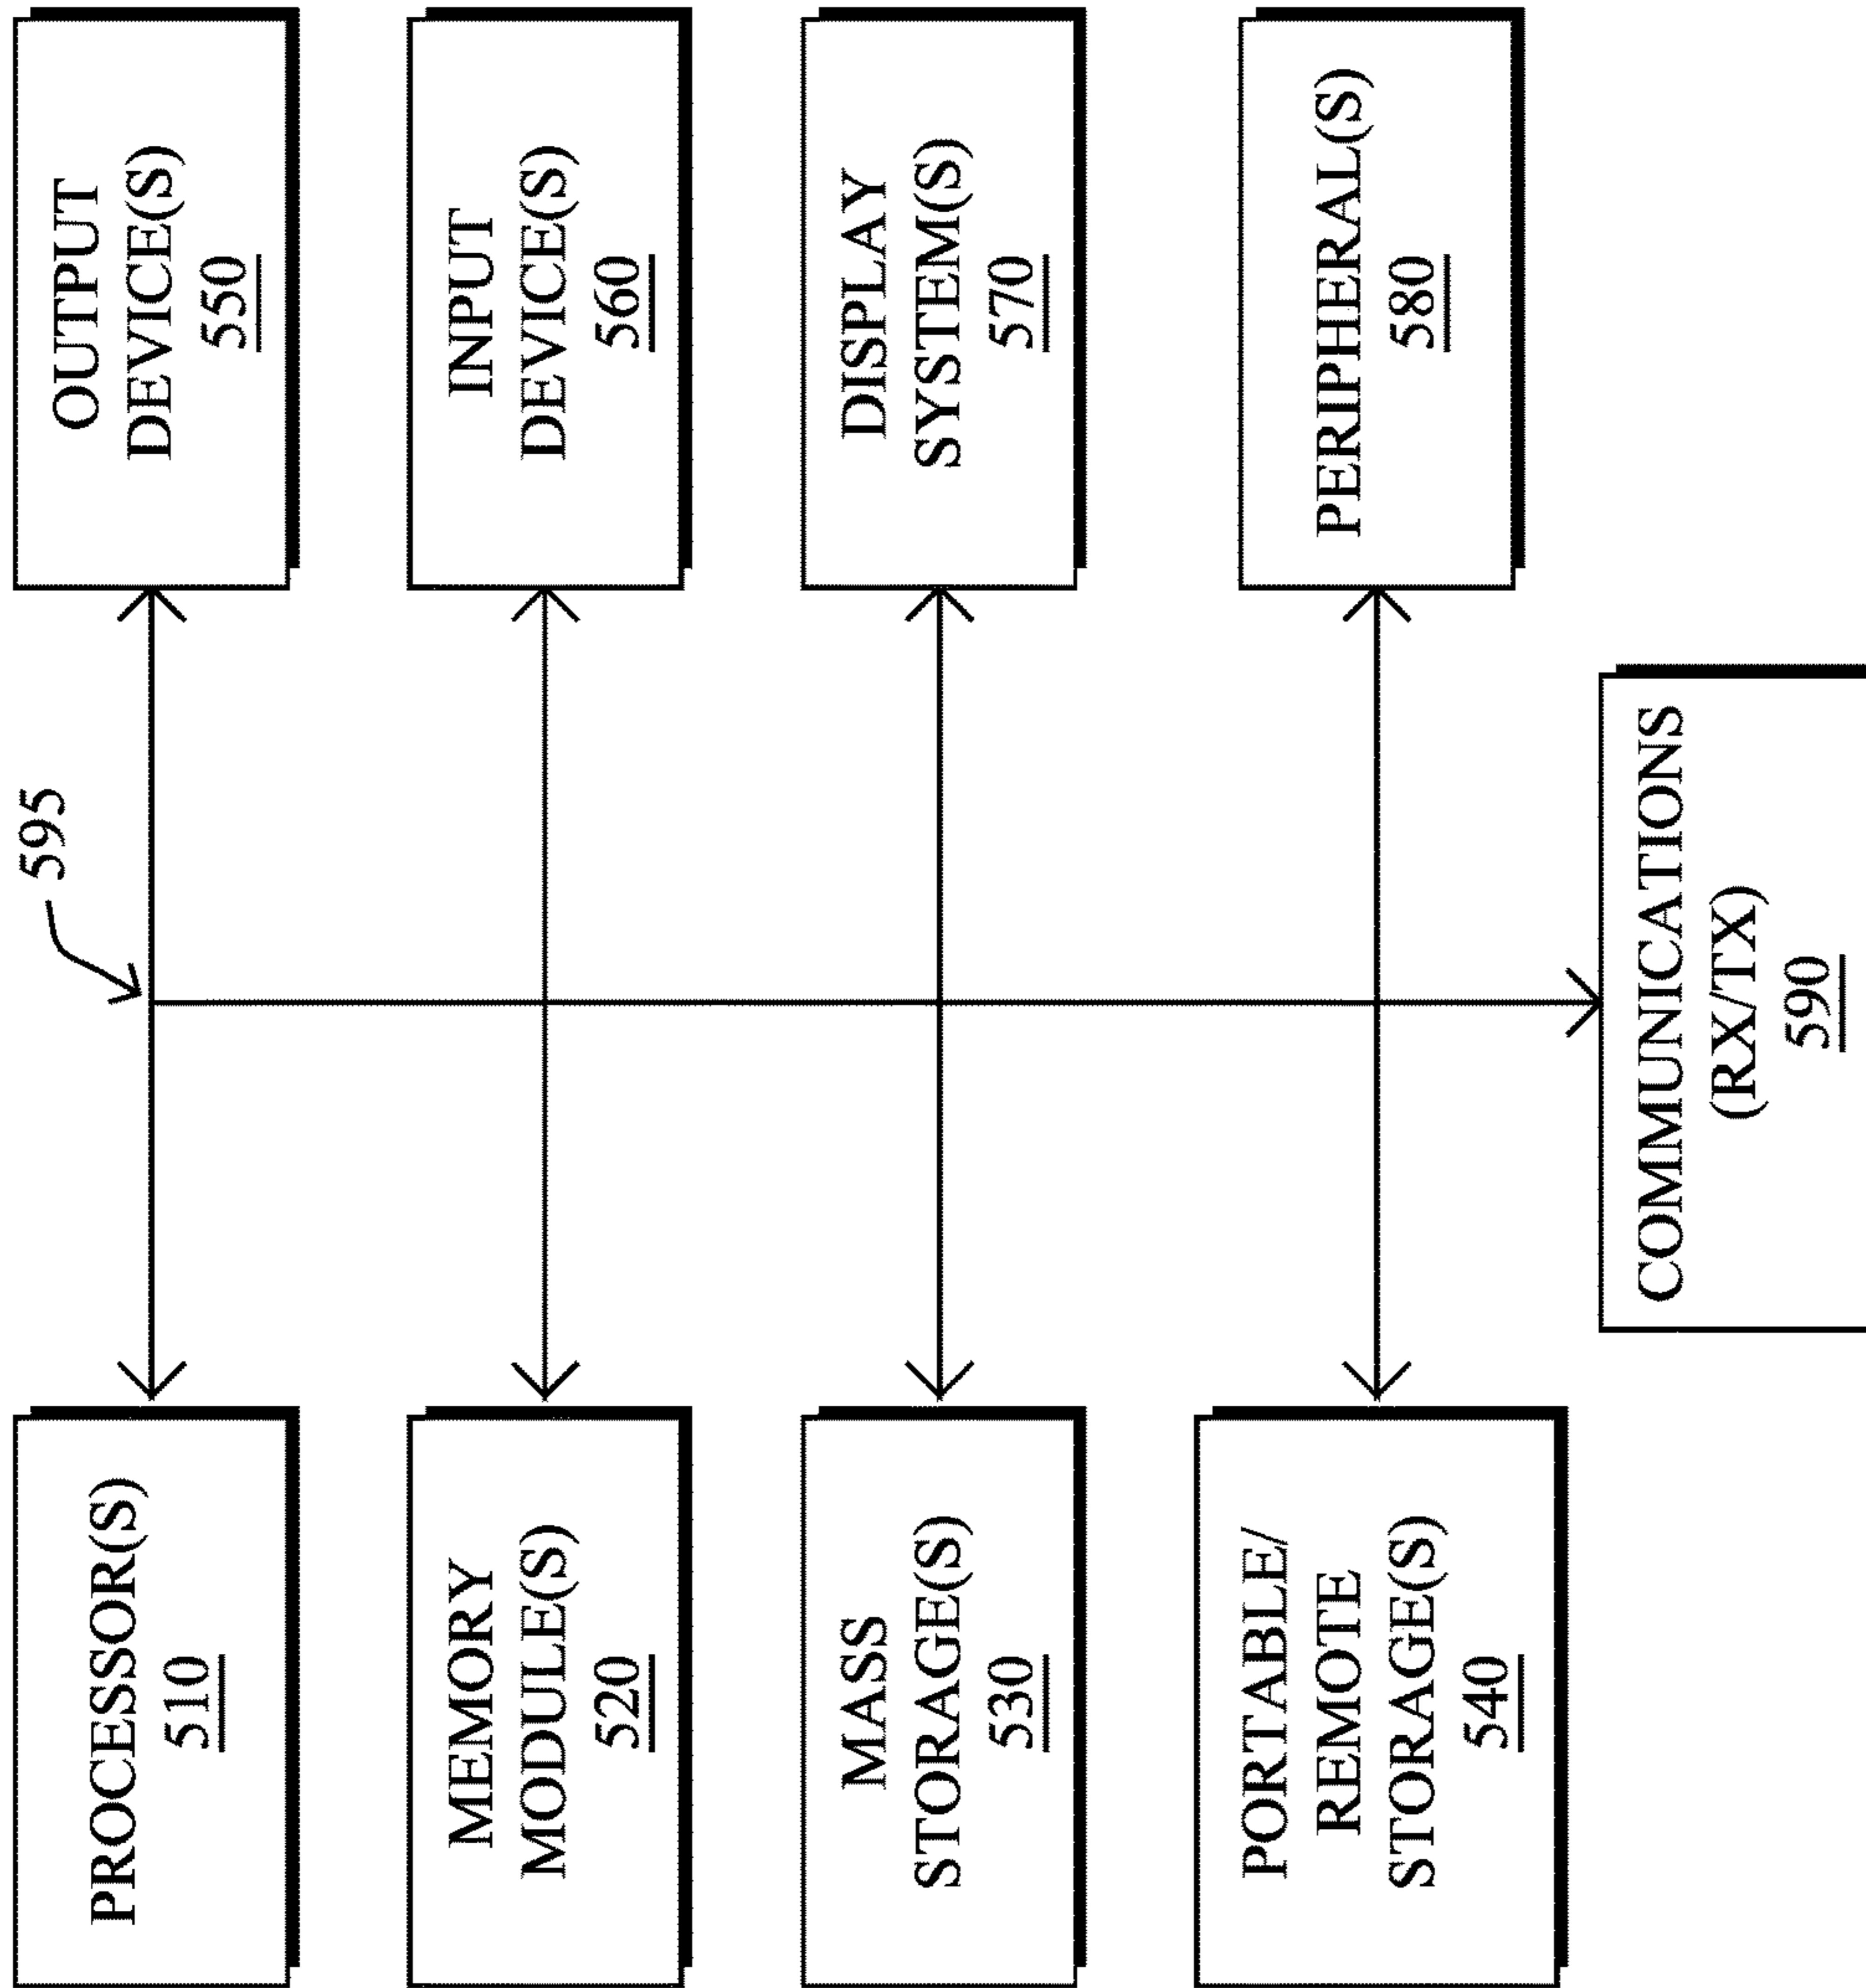 595
PROCESSOR(S)
510
OUTPUT
DEVICE(S)
550
MEMORY
MODULE(S)
520
INPUT
DEVICE(S)
560
MASS
STORAGE(S)
530
DISPLAY
SYSTEM(S)
570
PORTABLE/
REMOTE
STORAGE(S)
540
PERIPHERAL(S)
580
COMMUNICATIONS
(RX/TX)
590